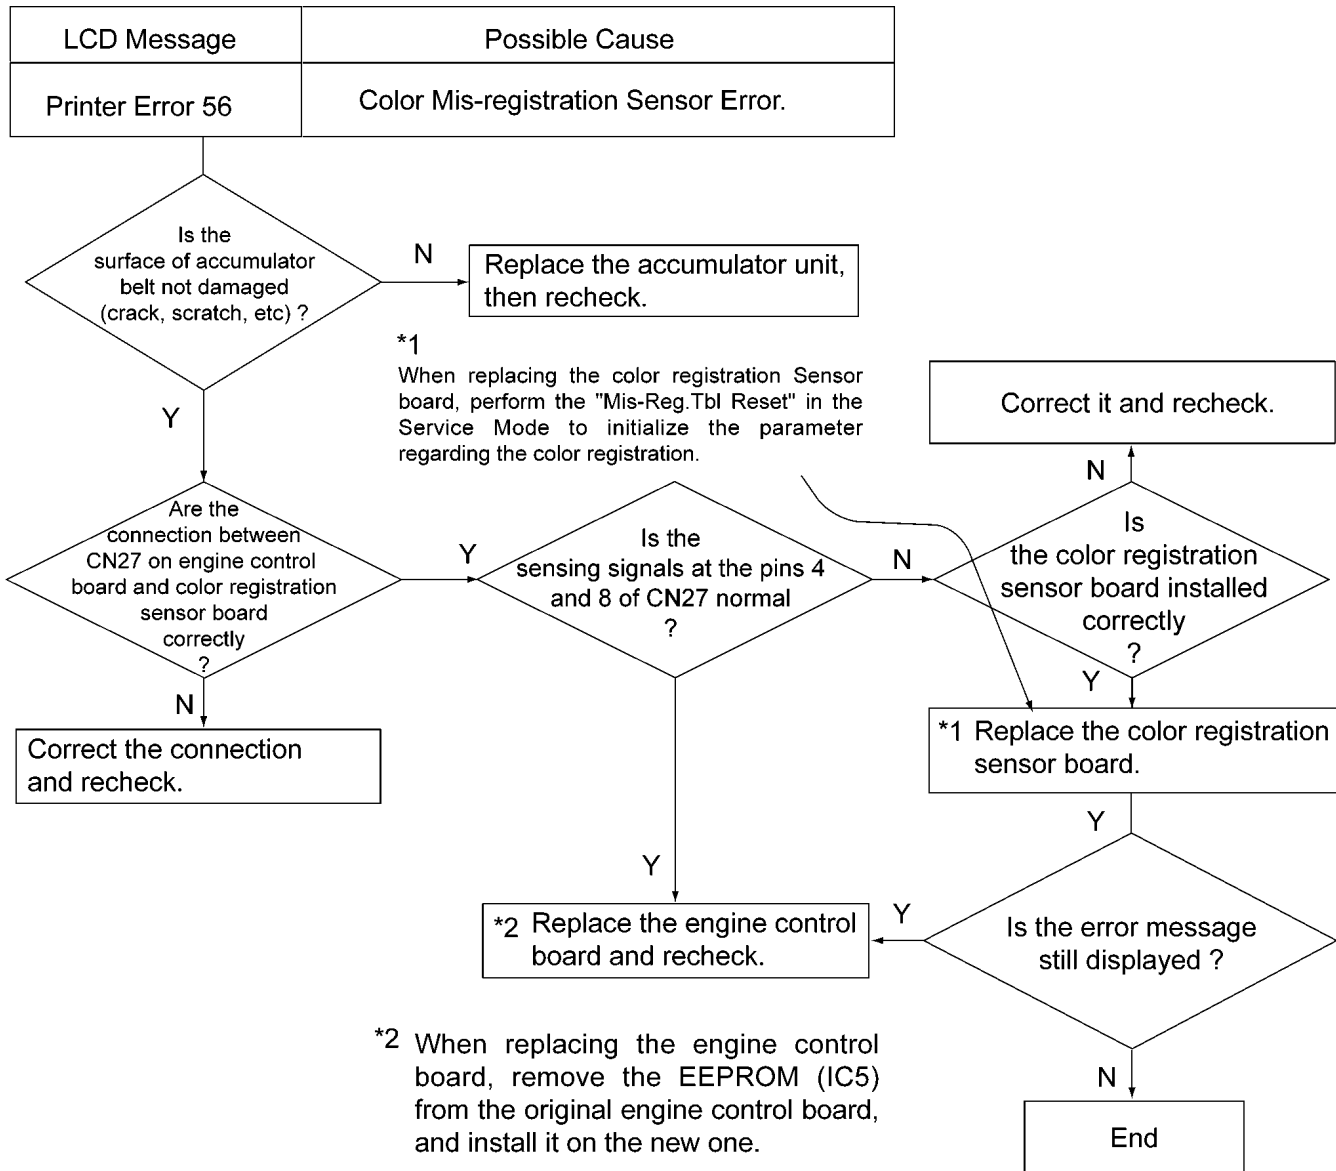 LCD Message
Possible Cause
Printer Error 56
Color Mis-registration Sensor Error.
Is the
surface of accumulator
belt not damaged
(crack, scratch, etc) ?
N
Replace the accumulator unit,
then recheck.
Y
*1
When replacing the color registration Sensor
board, perform the "Mis-Reg.Tbl Reset" in the
Service Mode to initialize the parameter
regarding the color registration.
Correct it and recheck.
N
Are the
connection between
CN27 on engine control
board and color registration
sensor board
correctly
?
Y
Is the
sensing signals at the pins 4
and 8 of CN27 normal
?
N
Is
the color registration
sensor board installed
correctly
?
N
Correct the connection
and recheck.
Y
*1 Replace the color registration
sensor board.
Y
Y
*2 Replace the engine control
board and recheck.
Y
Is the error message
still displayed ?
*2 When replacing the engine control
board, remove the EEPROM (IC5)
from the original engine control board,
and install it on the new one.
N
End